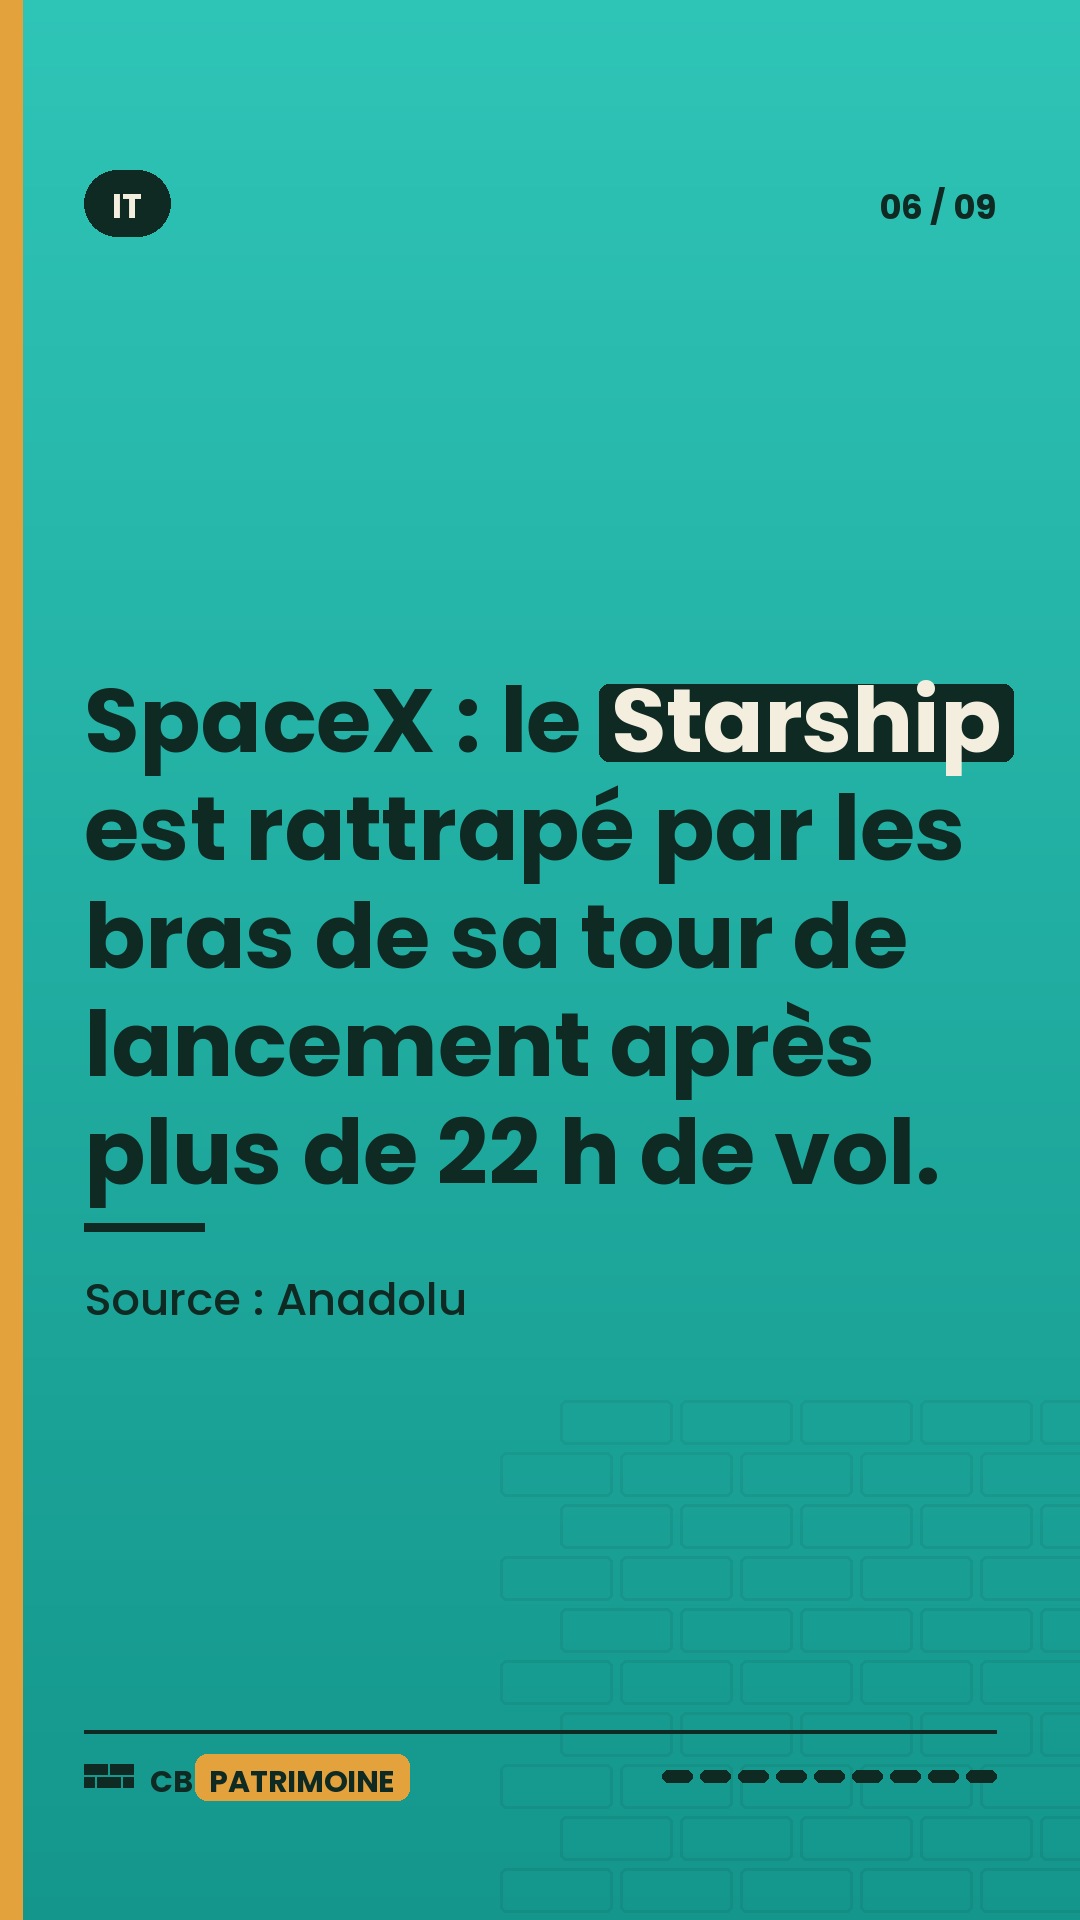 IT
06 / 09
SpaceX : le Starship
est rattrapé par les
bras de sa tour de
lancement après
plus de 22 h de vol.
Source : Anadolu
CB PATRIMOINE